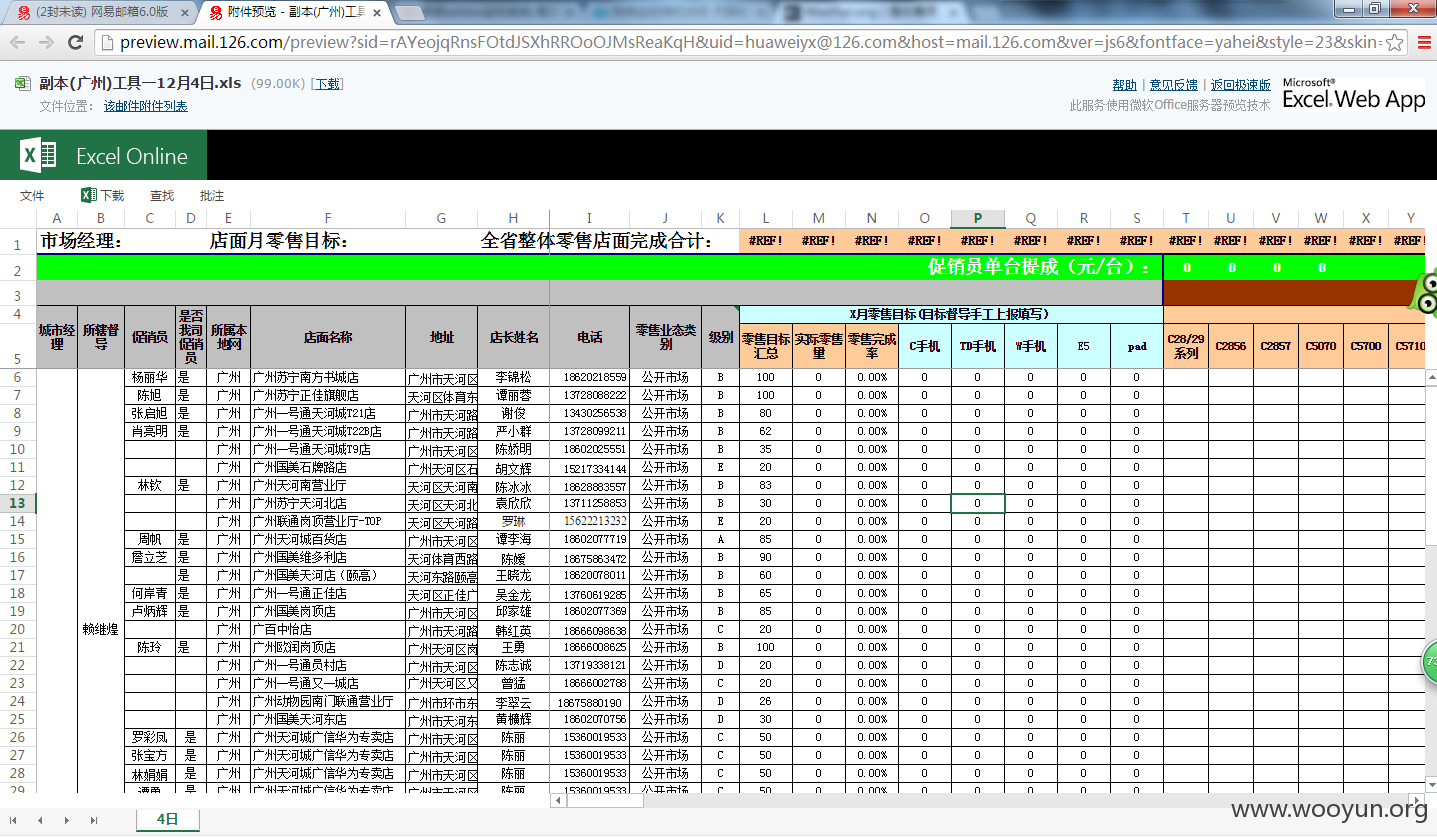 (2封未读) 网易邮箱6.0版
附件预览 - 副本(广州)工具
preview.mail.126.com/preview?sid=rAYeojqRnsFOtdJSXhRROoOJMsReaKqH&uid=huaweiyx@126.com&host=mail.126.com&ver=js6&fontface=yahei&style=23&skin=
副本(广州)工具一12月4日.xls (99.00K) [下载]
文件位置： 该邮件附件列表
帮助 | 意见反馈 | 返回极速版
此服务使用微软Office服务器预览技术
Microsoft®
Excel Web App
Excel Online
文件 下载 查找 批注
A B C D E F G H I J K L M N O P Q R S T U V W X Y
1 市场经理： 店面月零售目标： 全省整体零售店面完成合计： #REF! #REF! #REF! #REF! #REF! #REF! #REF! #REF! #REF! #REF! #REF! #REF! #REF! #REF!
2 促销员单台提成（元/台）： 0 0 0 0
3
4 X月零售目标(目标督导手工上报填写)
5 城市经理 所辖督导 促销员 是否我司促销员 所属本地网 店面名称 地址 店长姓名 电话 零售业态类别 级别 零售目标汇总 实际零售量 零售完成率 C手机 TD手机 W手机 E5 pad C28/29系列 C2856 C2857 C5070 C5700 C5710
6 杨丽华 是 广州 广州苏宁南方书城店 广州市天河区 李锦松 18620218559 公开市场 B 100 0 0.00% 0 0 0 0 0
7 陈旭 是 广州 广州苏宁正佳旗舰店 天河区体育东 谭丽蓉 13728088222 公开市场 B 100 0 0.00% 0 0 0 0 0
8 张启旭 是 广州 广州一号通天河城T21店 广州市天河路 谢俊 13430256538 公开市场 B 80 0 0.00% 0 0 0 0 0
9 肖亮明 是 广州 广州一号通天河城T22B店 广州市天河路 严小群 13728099211 公开市场 B 62 0 0.00% 0 0 0 0 0
10 广州 广州一号通天河城T9店 广州市天河区 陈娇明 18602025551 公开市场 B 35 0 0.00% 0 0 0 0 0
11 广州 广州国美石牌路店 广州天河区石 胡文辉 15217334144 公开市场 E 20 0 0.00% 0 0 0 0 0
12 林钦 是 广州 广州天河南营业厅 天河区天河南 陈冰冰 18628883557 公开市场 B 83 0 0.00% 0 0 0 0 0
13 广州 广州苏宁天河北店 天河区天河北 袁欣欣 13711258853 公开市场 B 30 0 0.00% 0 0 0 0 0
14 广州 广州联通岗顶营业厅-TOP 天河区天河路 罗琳 15622213232 公开市场 E 20 0 0.00% 0 0 0 0 0
15 周帆 是 广州 广州天河城百货店 广州市天河区 谭李海 18602077719 公开市场 A 85 0 0.00% 0 0 0 0 0
16 詹立芝 是 广州 广州国美维多利店 天河体育西路 陈嫒 18675863472 公开市场 B 90 0 0.00% 0 0 0 0 0
17 是 广州 广州国美天河店（颐高） 天河东路颐高 王晓龙 18620078011 公开市场 B 60 0 0.00% 0 0 0 0 0
18 何岸青 是 广州 广州一号通正佳店 天河区正佳广 吴金龙 13760619285 公开市场 B 65 0 0.00% 0 0 0 0 0
19 卢炳辉 是 广州 广州国美岗顶店 广州市天河区 邱家雄 18602077369 公开市场 B 85 0 0.00% 0 0 0 0 0
20 赖继煌 广州 广百中怡店 广州市天河路 韩红英 18666098638 公开市场 C 20 0 0.00% 0 0 0 0 0
21 陈玲 是 广州 广州欧润岗顶店 广州天河区岗 王勇 18666008625 公开市场 B 100 0 0.00% 0 0 0 0 0
22 广州 广州一号通员村店 广州市天河区 陈志诚 13719338121 公开市场 D 20 0 0.00% 0 0 0 0 0
23 广州 广州一号通又一城店 广州天河区又 曾猛 18666002788 公开市场 C 20 0 0.00% 0 0 0 0 0
24 广州 广州动物园南门联通营业厅 广州市环市东 李翠云 18675880190 公开市场 D 26 0 0.00% 0 0 0 0 0
25 广州 广州国美天河东店 广州市天河东 黄横辉 18602070756 公开市场 D 30 0 0.00% 0 0 0 0 0
26 罗彩凤 是 广州 广州天河城广信华为专卖店 广州市天河区 陈丽 15360019533 公开市场 C 50 0 0.00% 0 0 0 0 0
27 张宝方 是 广州 广州天河城广信华为专卖店 广州市天河区 陈丽 15360019533 公开市场 C 50 0 0.00% 0 0 0 0 0
28 林娟娟 是 广州 广州天河城广信华为专卖店 广州市天河区 陈丽 15360019533 公开市场 C 50 0 0.00% 0 0 0 0 0
29 是 广州 广州天河城广信华为专卖店 广州市天河区 陈丽 15360019533 公开市场 C 50 0 0.00% 0 0 0 0 0
4日
73
www.wooyun.org